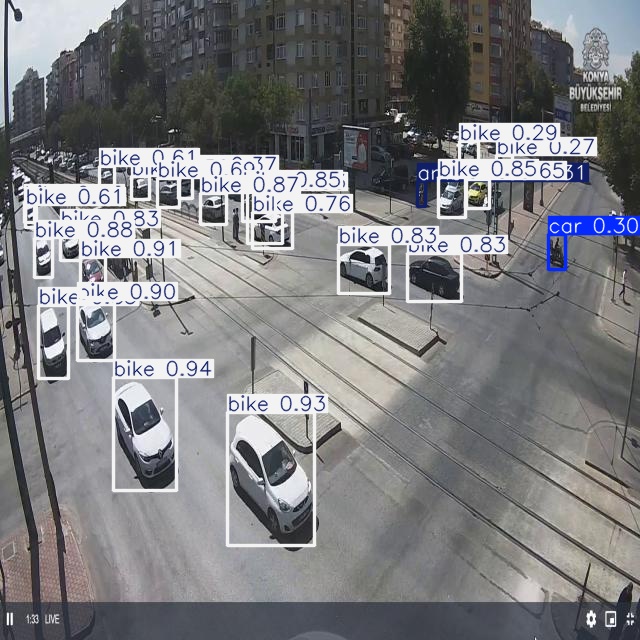 KONYA
BÜYÜKŞEHİR
BELEDİYESİ
bike 0.29
bike 0.27
bike 0.61
bike 0.85
bike 0.87
bike 0.61
bike 0.76
bike 0.83
car 0.30
bike 0.88
bike 0.83
bike 0.83
bike 0.91
bike 0.90
bike
bike 0.94
bike 0.93
1:33 LIVE